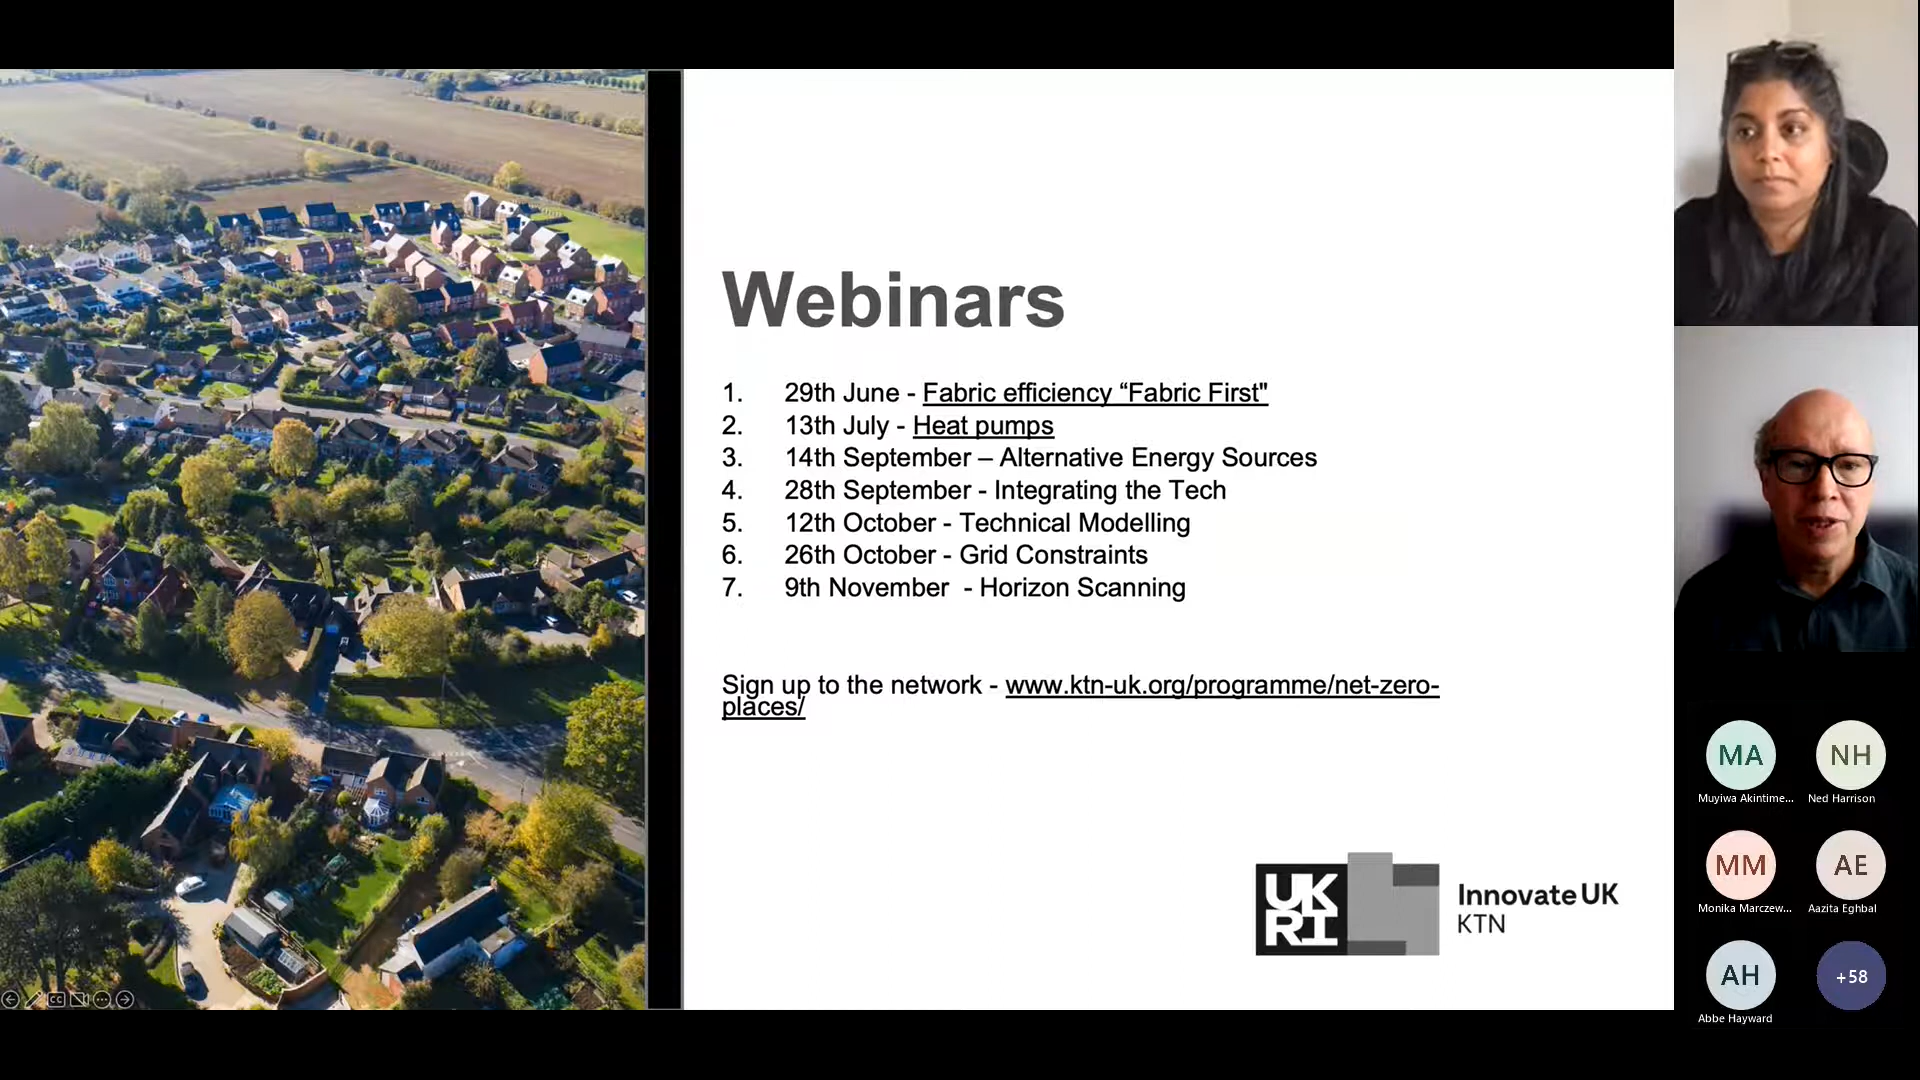 Webinars
1. 29th June - Fabric efficiency “Fabric First"
2. 13th July - Heat pumps
3. 14th September – Alternative Energy Sources
4. 28th September - Integrating the Tech
5. 12th October - Technical Modelling
6. 26th October - Grid Constraints
7. 9th November - Horizon Scanning
Sign up to the network - www.ktn-uk.org/programme/net-zero-
places/
UK
RI
Innovate UK
KTN
CC
MA
NH
Muyiwa Akintime...
Ned Harrison
MM
AE
Monika Marczew...
Aazita Eghbal
AH
+58
Abbe Hayward